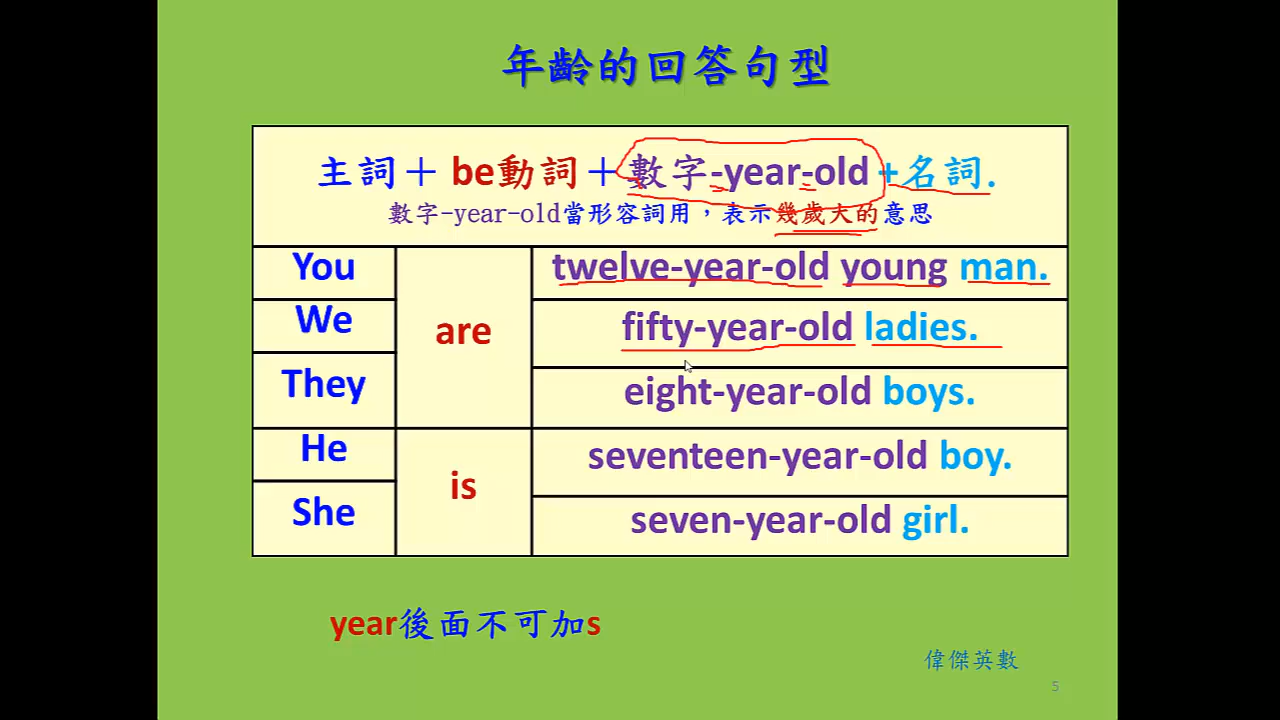 年齡的回答句型
主詞＋be動詞＋數字-year-old+名詞.
數字-year-old當形容詞用，表示幾歲大的意思
You
are
twelve-year-old young man.
We
fifty-year-old ladies.
They
eight-year-old boys.
He
is
seventeen-year-old boy.
She
seven-year-old girl.
year後面不可加s
偉傑英數
5